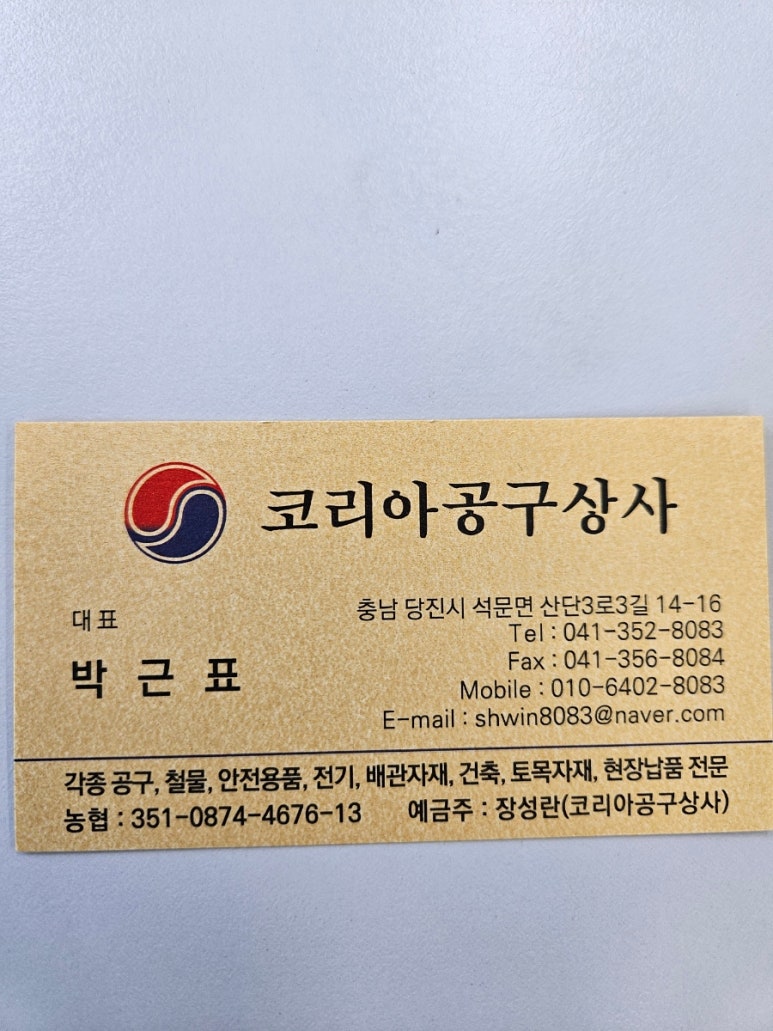 코리아공구상사
대표
박근표
충남 당진시 석문면 산단3로3길 14-16
Tel : 041-352-8083
Fax : 041-356-8084
Mobile : 010-6402-8083
E-mail : shwin8083@naver.com
각종 공구, 철물, 안전용품, 전기, 배관자재, 건축, 토목자재, 현장납품 전문
농협 : 351-0874-4676-13 예금주 : 장성란(코리아공구상사)